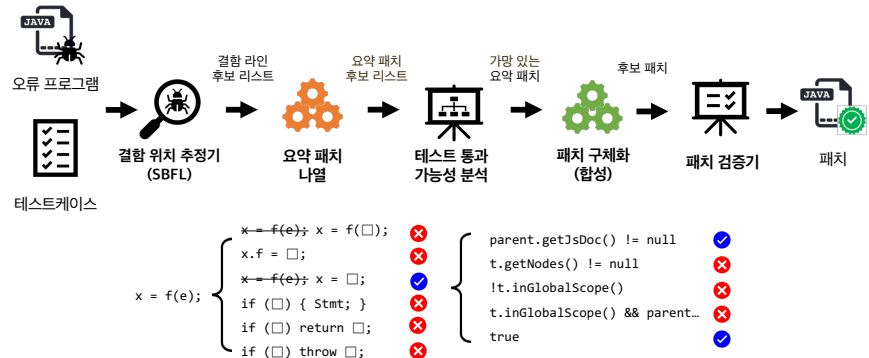 JAVA
오류 프로그램
테스트케이스
결함 위치 추정기
(SBFL)
결함 라인
후보 리스트
요약 패치
나열
요약 패치
후보 리스트
테스트 통과
가능성 분석
가망 있는
요악 패치
패치 구체화
(합성)
후보 패치
패치 검증기
JAVA
패치
x = f(e);
x = f(e); x = f(□);
x.f = □;
x = f(e); x = □;
if (□) { Stmt; }
if (□) return □;
if (□) throw □;
parent.getJsDoc() != null
t.getNodes() != null
!t.inGlobalScope()
t.inGlobalScope() && parent…
true